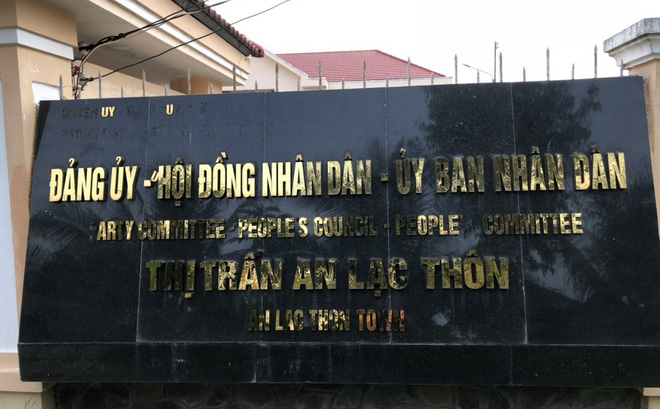 ĐẢNG ỦY - HỘI ĐỒNG NHÂN DÂN - ỦY BAN NHÂN DÂN
ARTY COMMITTEE - PEOPLE'S COUNCIL - PEOPLE' COMMITTEE
THỊ TRẤN AN LẠC THÔN
AN LAC THON TOWN